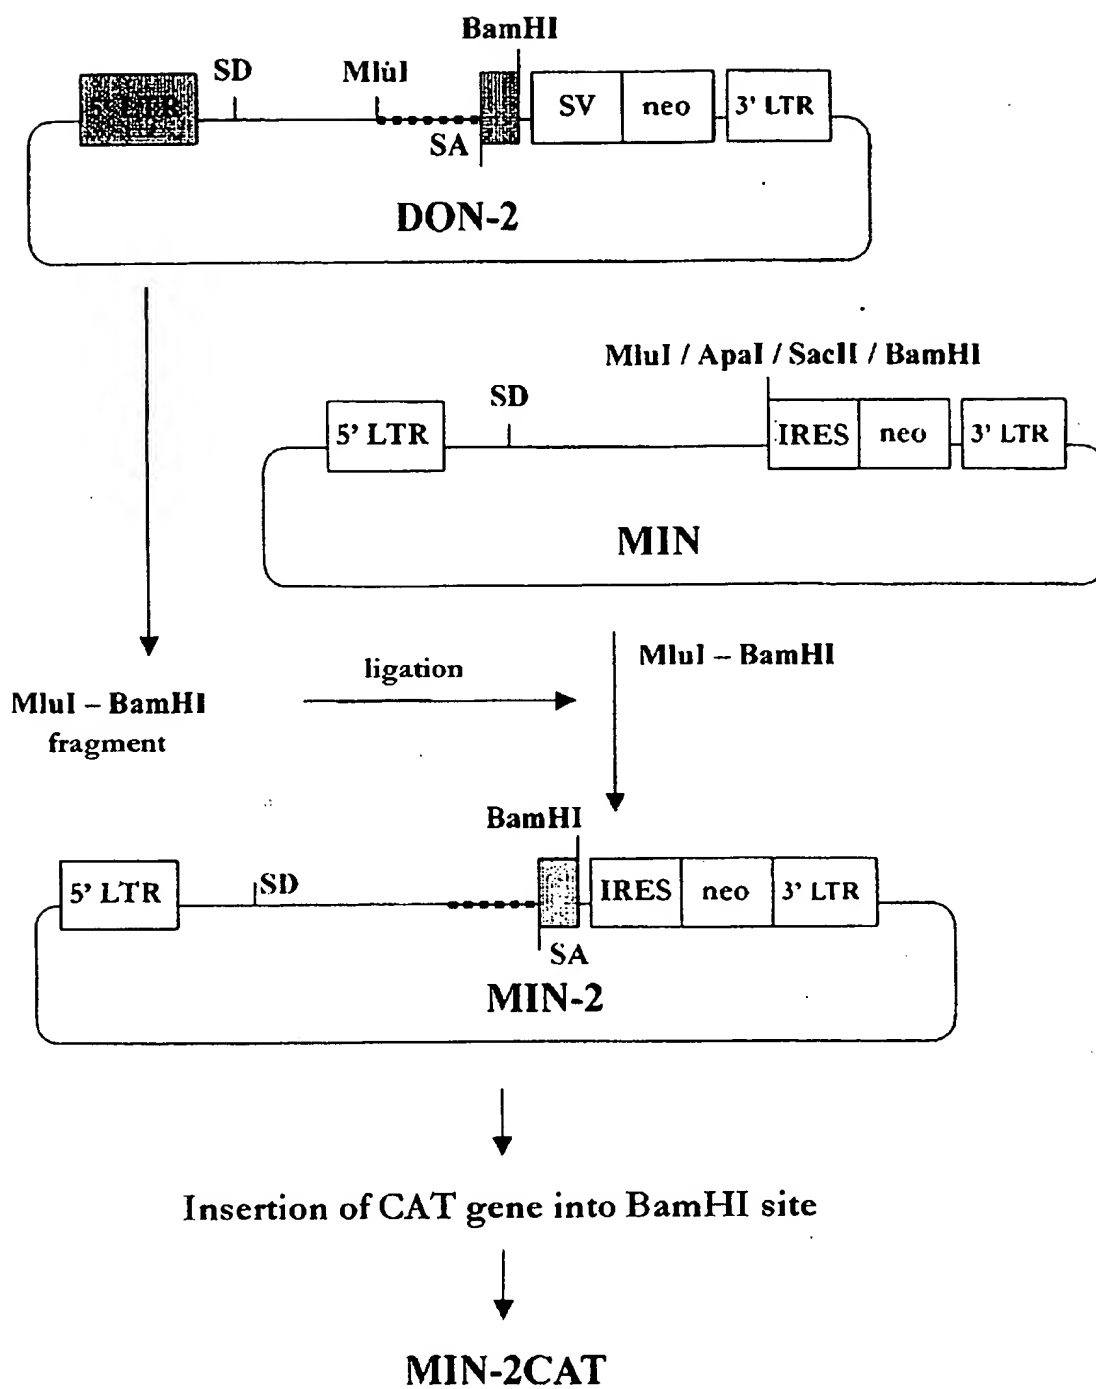 BamHI
SD MluI
5' LTR SV neo 3' LTR
SA
DON-2
MluI / ApaI / SacII / BamHI
SD
5' LTR IRES neo 3' LTR
MIN
MluI – BamHI
ligation
MluI – BamHI
fragment
BamHI
5' LTR SD IRES neo 3' LTR
SA
MIN-2
Insertion of CAT gene into BamHI site
MIN-2CAT